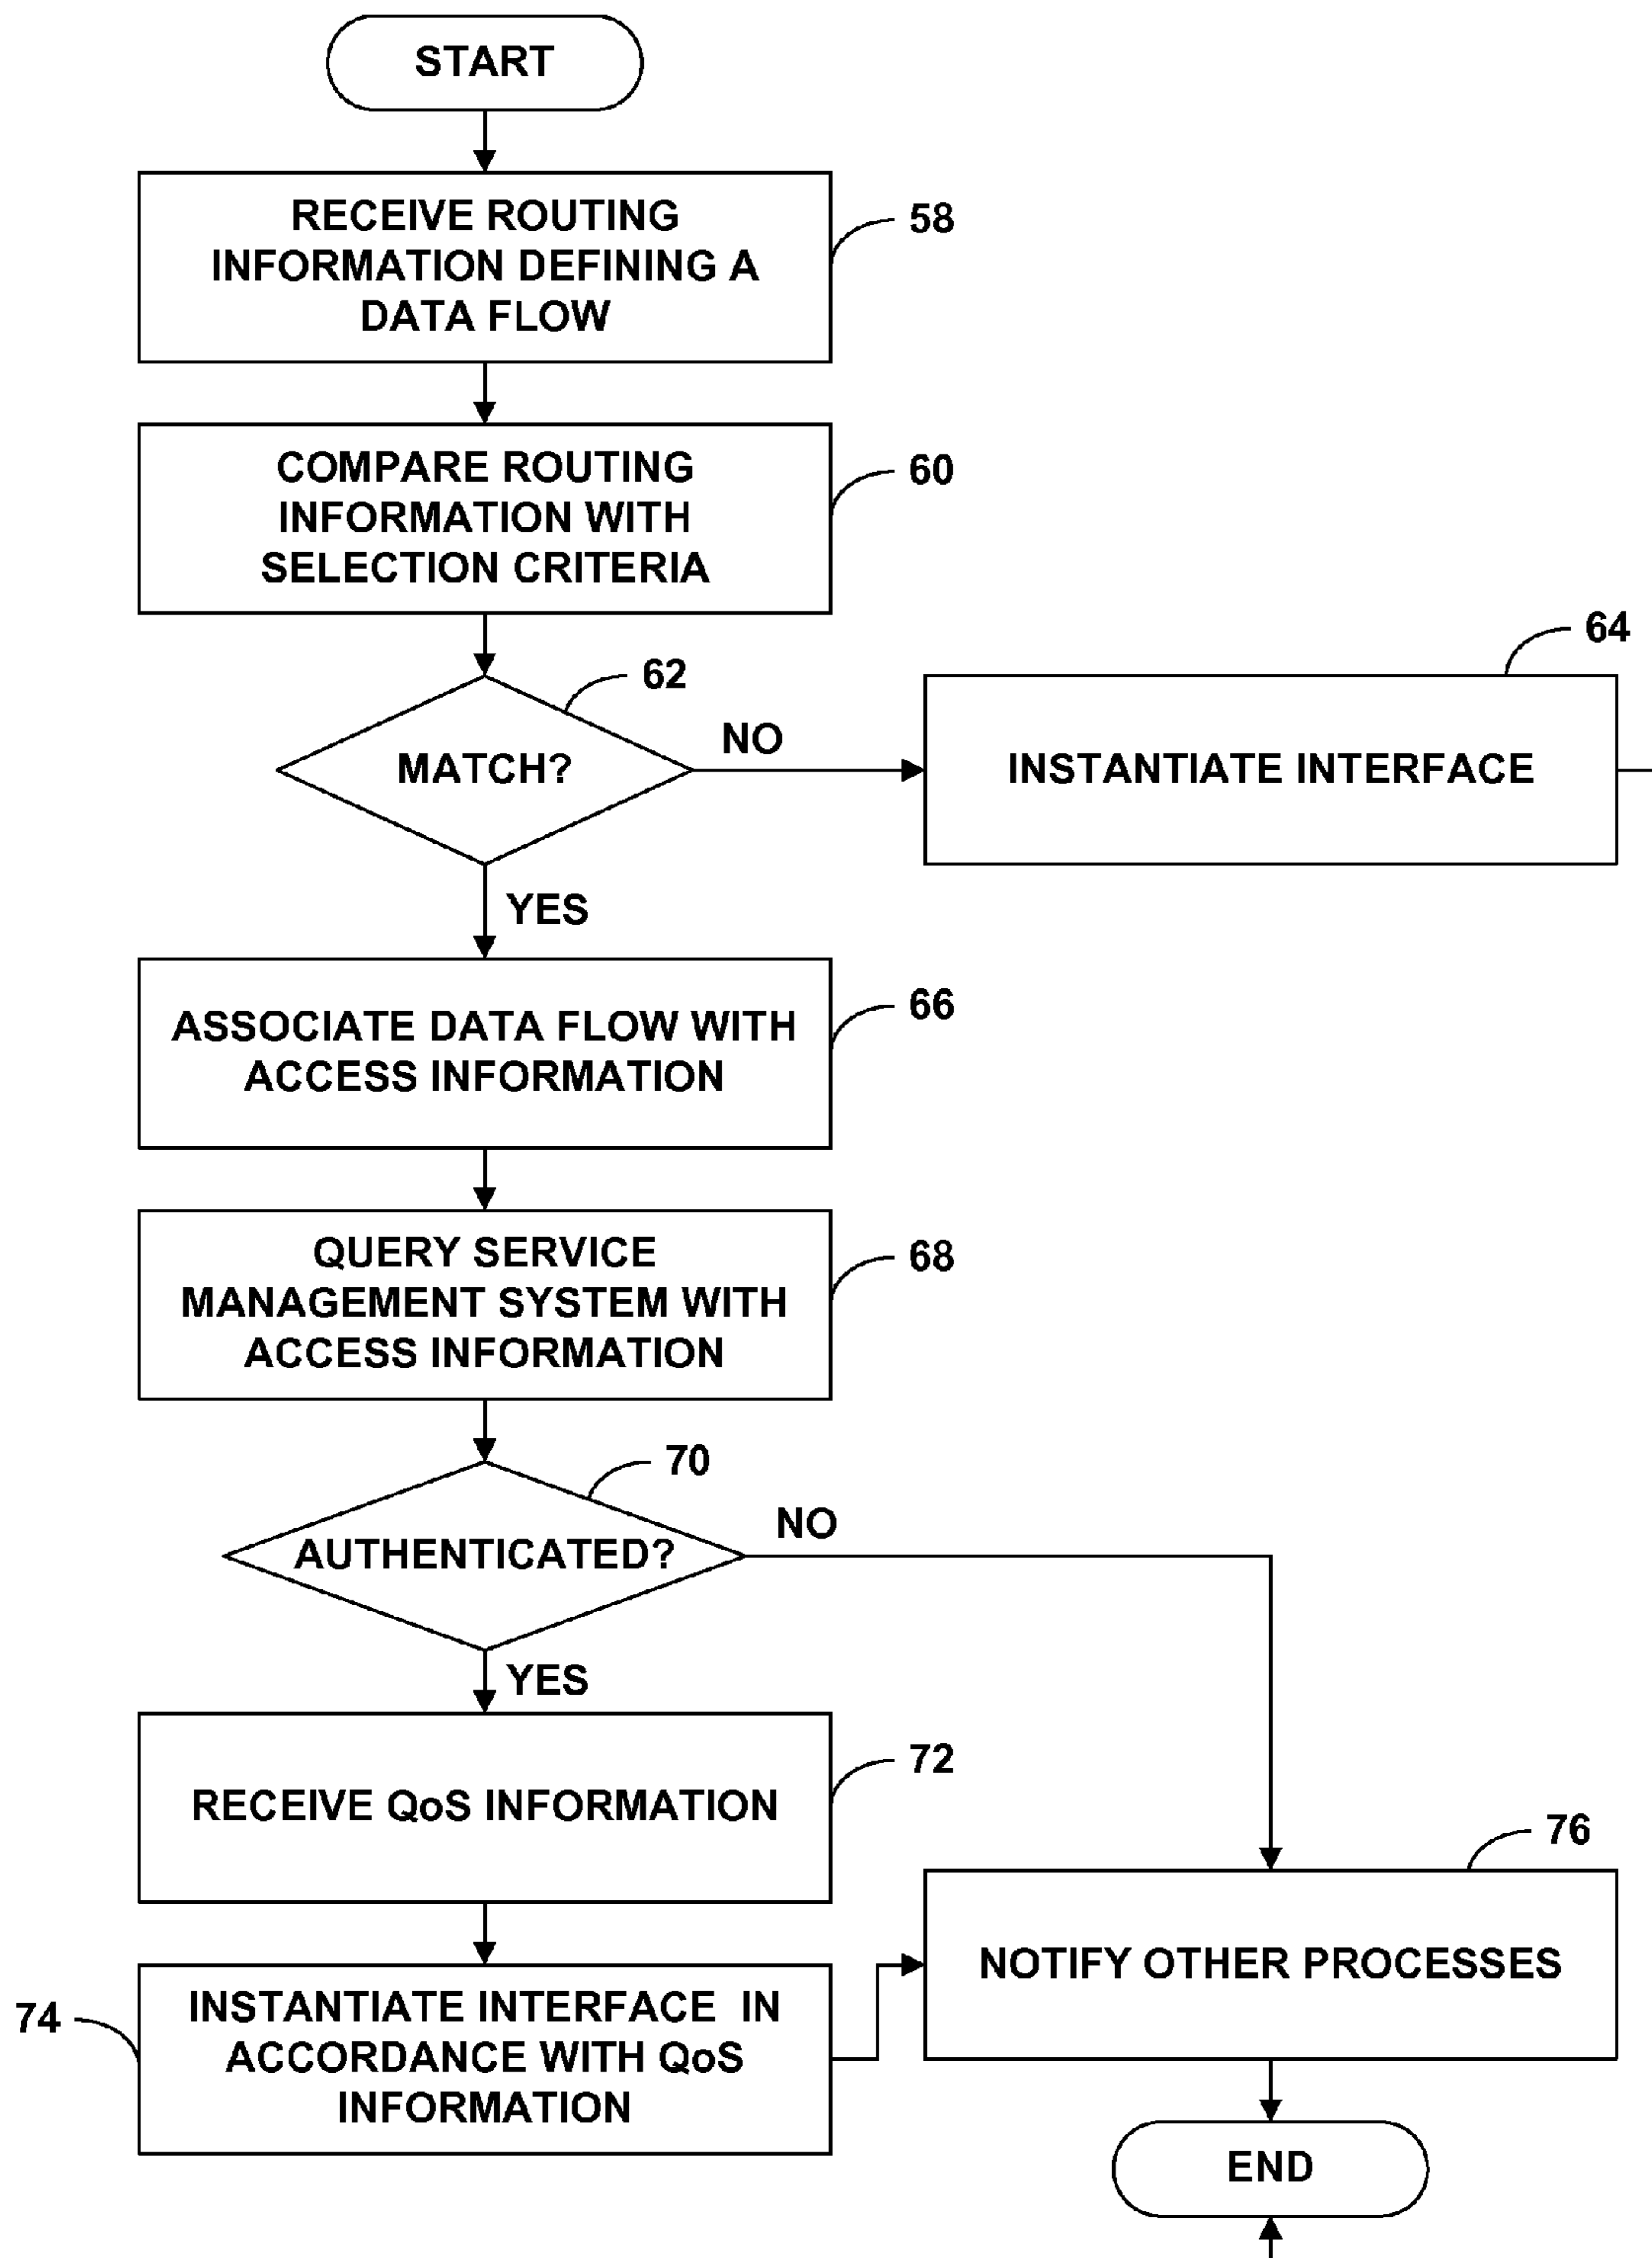 START
RECEIVE ROUTING
INFORMATION DEFINING A
DATA FLOW
58
COMPARE ROUTING
INFORMATION WITH
SELECTION CRITERIA
60
62
MATCH?
NO
64
INSTANTIATE INTERFACE
YES
ASSOCIATE DATA FLOW WITH
ACCESS INFORMATION
66
QUERY SERVICE
MANAGEMENT SYSTEM WITH
ACCESS INFORMATION
68
70
AUTHENTICATED?
NO
YES
RECEIVE QoS INFORMATION
72
74
INSTANTIATE INTERFACE IN
ACCORDANCE WITH QoS
INFORMATION
76
NOTIFY OTHER PROCESSES
END